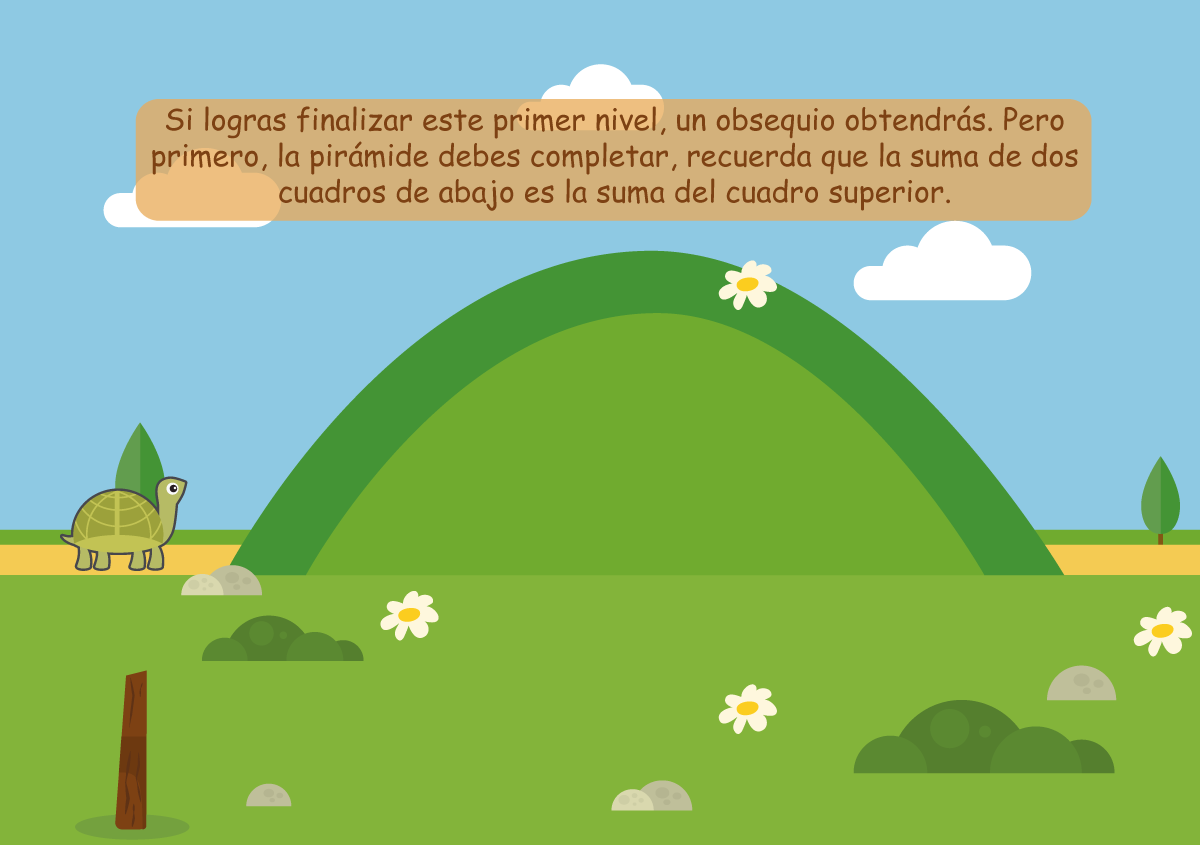 Si logras finalizar este primer nivel, un obsequio obtendrás. Pero
primero, la pirámide debes completar, recuerda que la suma de dos
cuadros de abajo es la suma del cuadro superior.